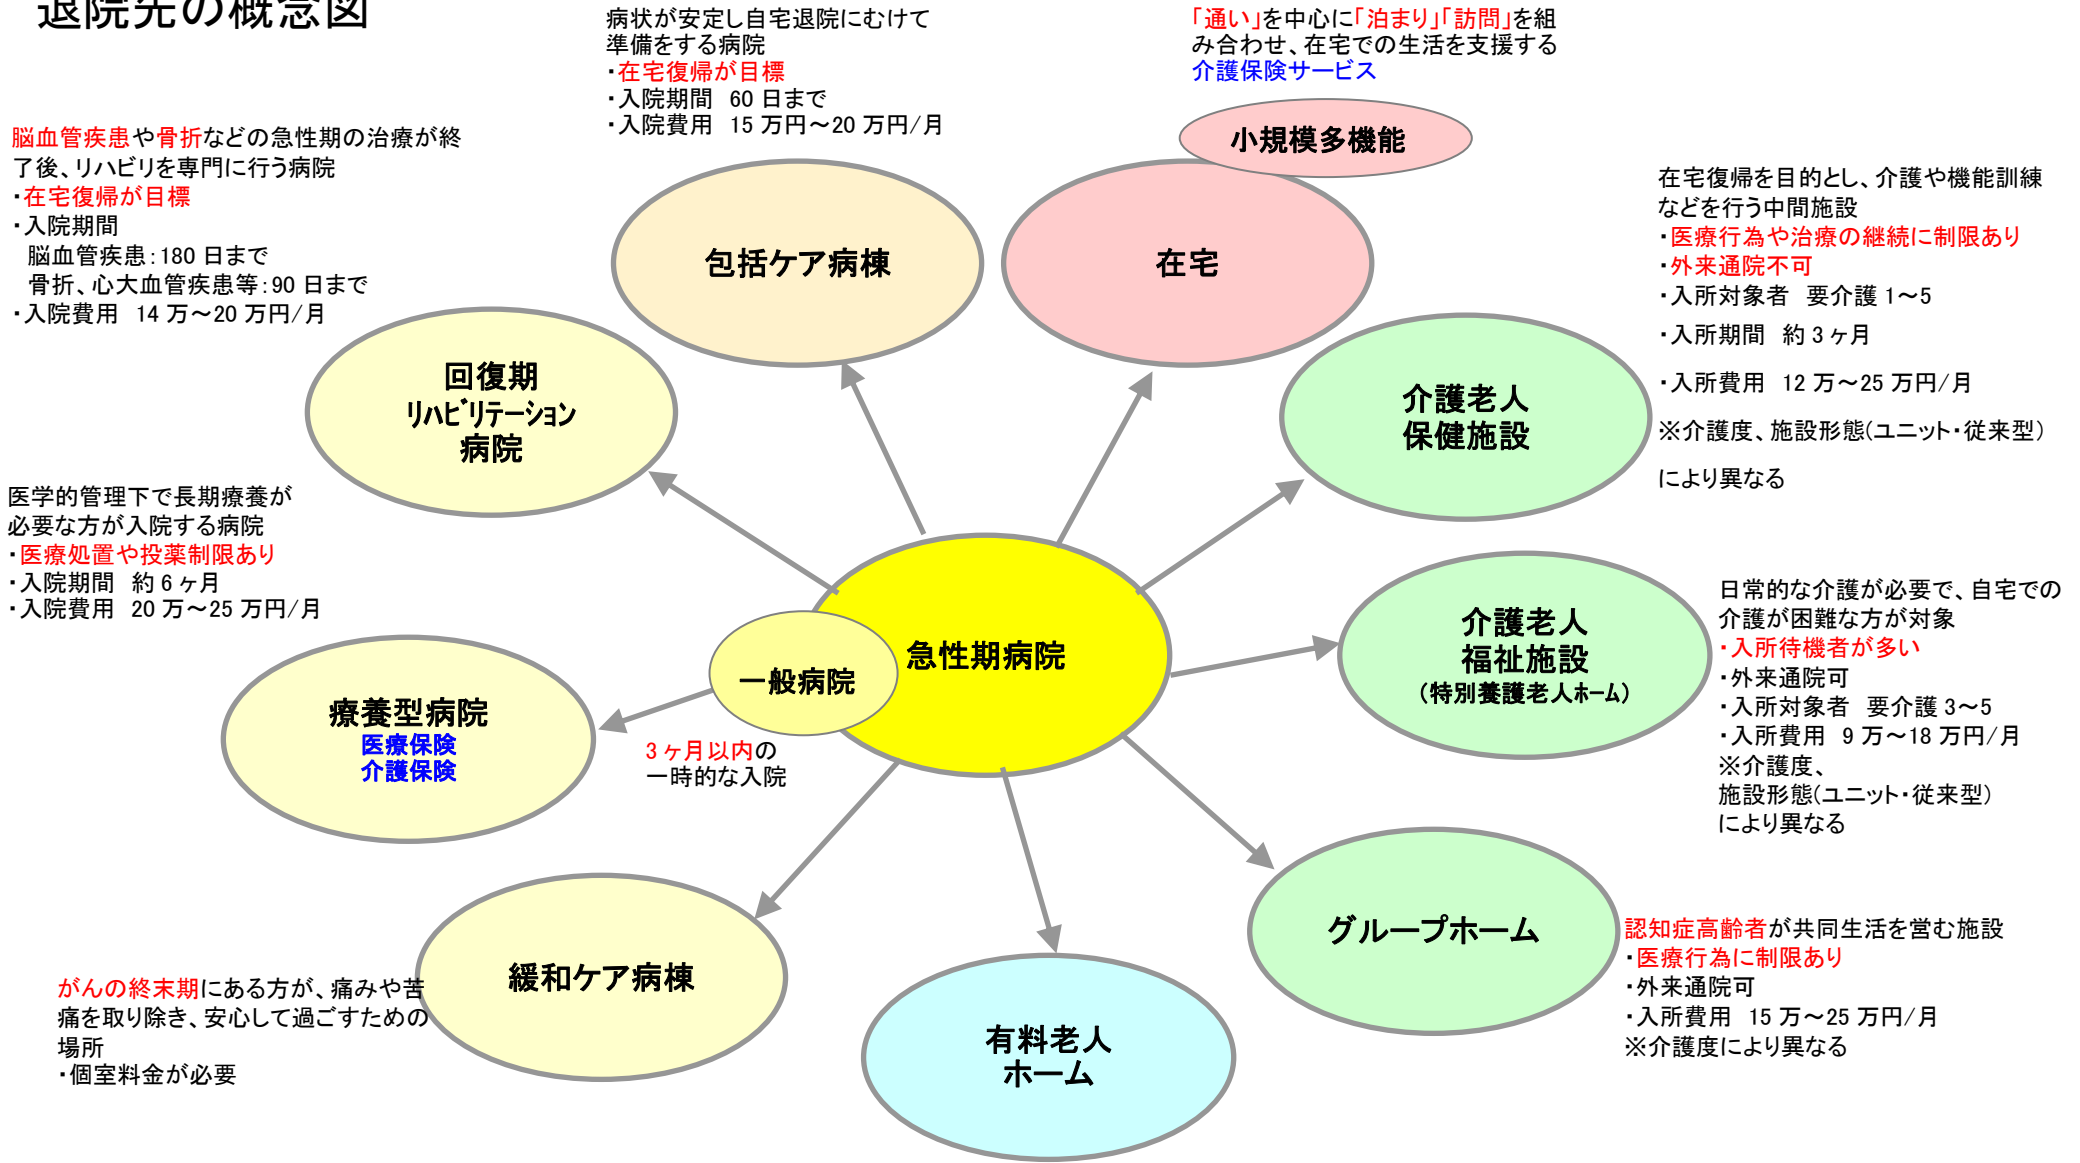 退院先の概念図
病状が安定し自宅退院にむけて
準備をする病院
・在宅復帰が目標
・入院期間 60 日まで
・入院費用 15 万円～20 万円/月
「通い」を中心に「泊まり」「訪問」を組
み合わせ、在宅での生活を支援する
介護保険サービス
小規模多機能
脳血管疾患や骨折などの急性期の治療が終
了後、リハビリを専門に行う病院
・在宅復帰が目標
・入院期間
脳血管疾患：180 日まで
骨折、心大血管疾患等：90 日まで
・入院費用 14 万～20 万円/月
包括ケア病棟
在宅
在宅復帰を目的とし、介護や機能訓練
などを行う中間施設
・医療行為や治療の継続に制限あり
・外来通院不可
・入所対象者 要介護 1～5
・入所期間 約 3 ヶ月
・入所費用 12 万～25 万円/月
※介護度、施設形態(ユニット・従来型)
により異なる
回復期
ﾘﾊﾋﾞﾘﾃｰｼｮﾝ
病院
介護老人
保健施設
医学的管理下で長期療養が
必要な方が入院する病院
・医療処置や投薬制限あり
・入院期間 約 6 ヶ月
・入院費用 20 万～25 万円/月
急性期病院
一般病院
3 ヶ月以内の
一時的な入院
介護老人
福祉施設
（特別養護老人ﾎｰﾑ）
日常的な介護が必要で、自宅での
介護が困難な方が対象
・入所待機者が多い
・外来通院可
・入所対象者 要介護 3～5
・入所費用 9 万～18 万円/月
※介護度、
施設形態(ユニット・従来型)
により異なる
療養型病院
医療保険
介護保険
グループホーム
認知症高齢者が共同生活を営む施設
・医療行為に制限あり
・外来通院可
・入所費用 15 万～25 万円/月
※介護度により異なる
緩和ケア病棟
がんの終末期にある方が、痛みや苦
痛を取り除き、安心して過ごすための
場所
・個室料金が必要
有料老人
ホーム